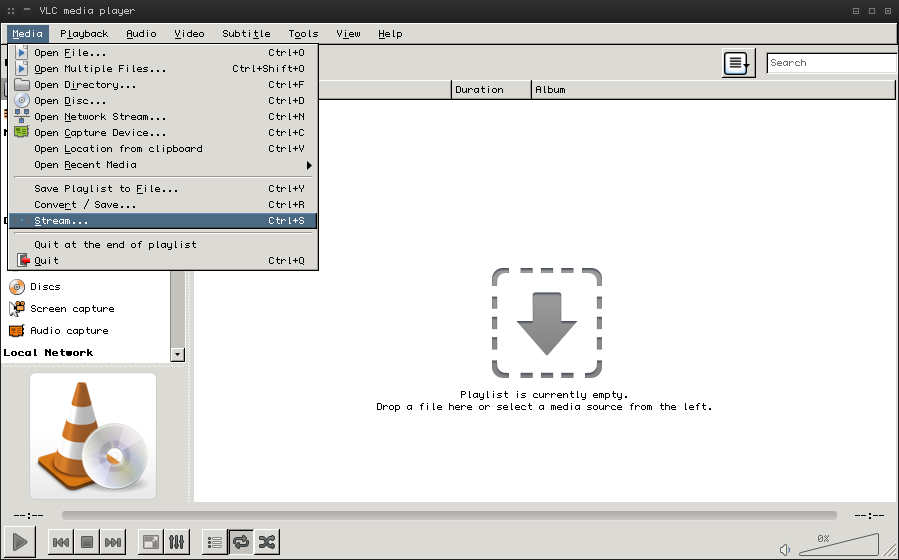 VLC media player
Media Playback Audio Video Subtitle Tools View Help
Open File... Ctrl+O
Open Multiple Files... Ctrl+Shift+O
Open Directory... Ctrl+F
Open Disc... Ctrl+D
Open Network Stream... Ctrl+N
Open Capture Device... Ctrl+C
Open Location from clipboard Ctrl+V
Open Recent Media
Save Playlist to File... Ctrl+Y
Convert / Save... Ctrl+R
Stream... Ctrl+S
Quit at the end of playlist
Quit Ctrl+Q
Search
Duration Album
Discs
Screen capture
Audio capture
Local Network
Playlist is currently empty.
Drop a file here or select a media source from the left.
--:-- --:--
0%